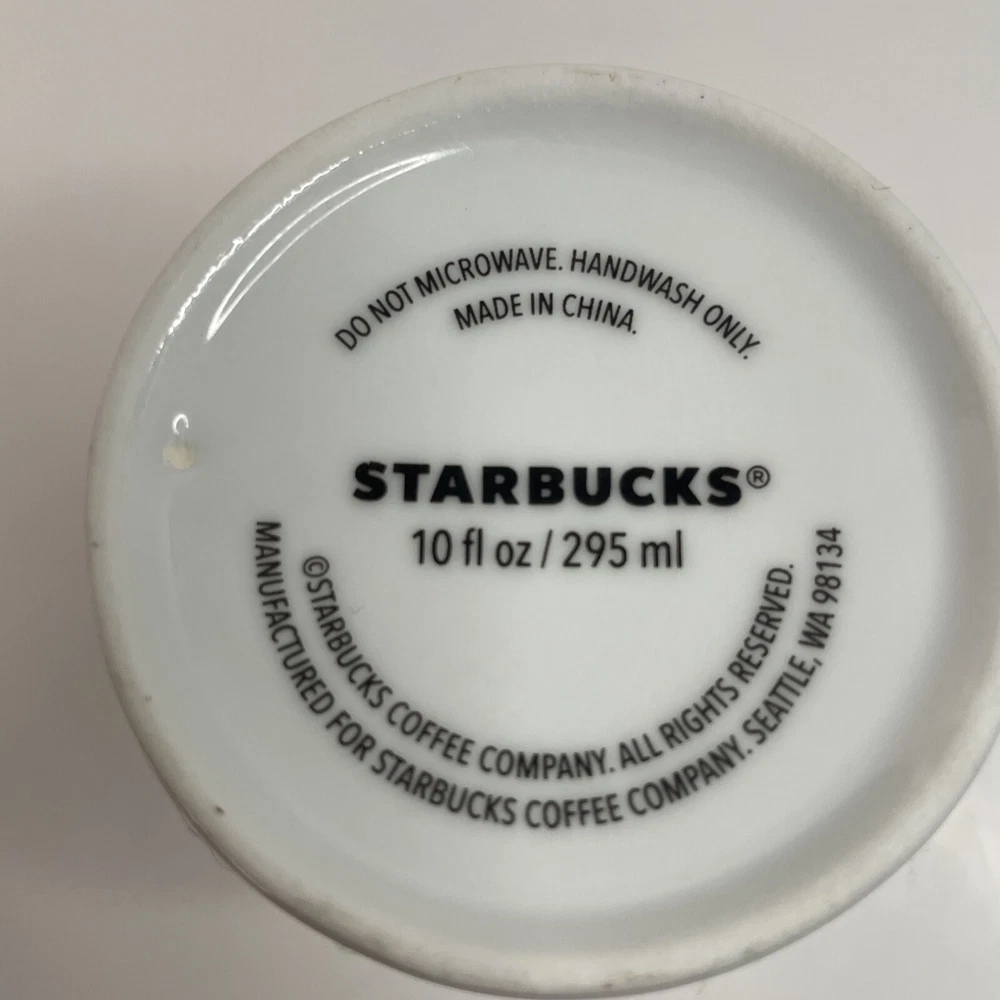 DO NOT MICROWAVE. HANDWASH ONLY.
MADE IN CHINA.
STARBUCKS®
10 fl oz / 295 ml
©STARBUCKS COFFEE COMPANY. ALL RIGHTS RESERVED.
MANUFACTURED FOR STARBUCKS COFFEE COMPANY. SEATTLE, WA 98134